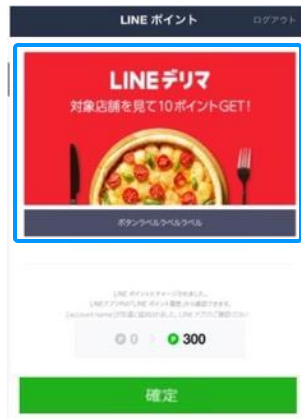 LINE ポイント
ログアウト
LINEデリマ
対象店舗を見て10ポイントGET!
ボタンラベルラベルラベル
LINE ポイントにチャージされました。
P 0 > P 300
確定